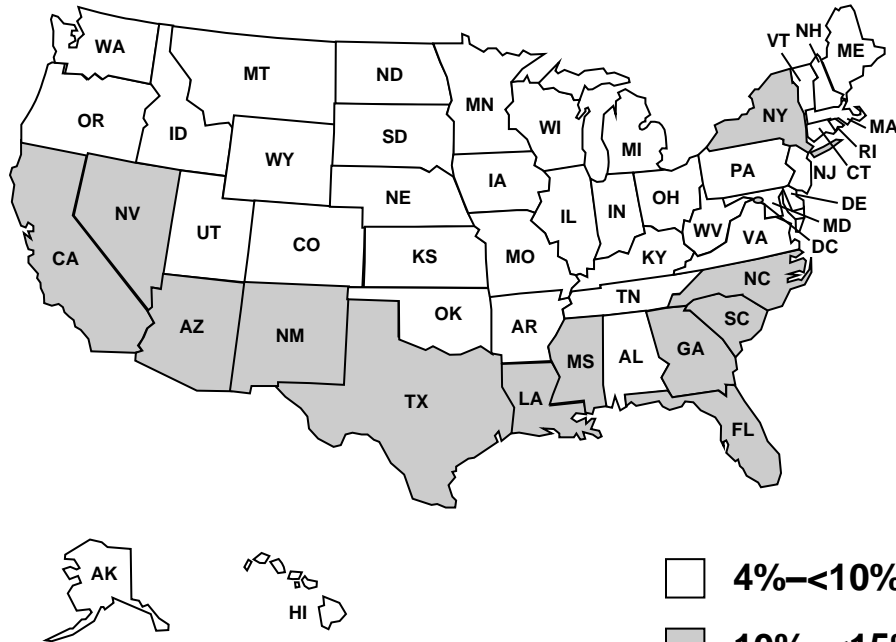 WA
MT
ND
MN
VT
NH
ME
OR
ID
SD
WI
MI
NY
MA
RI
CT
WY
IA
NE
PA
NJ
OH
IL
IN
DE
MD
DC
NV
UT
CO
CA
KS
MO
KY
WV
VA
AZ
NM
OK
AR
TN
NC
SC
TX
LA
MS
AL
GA
FL
AK
HI
4%–<10%